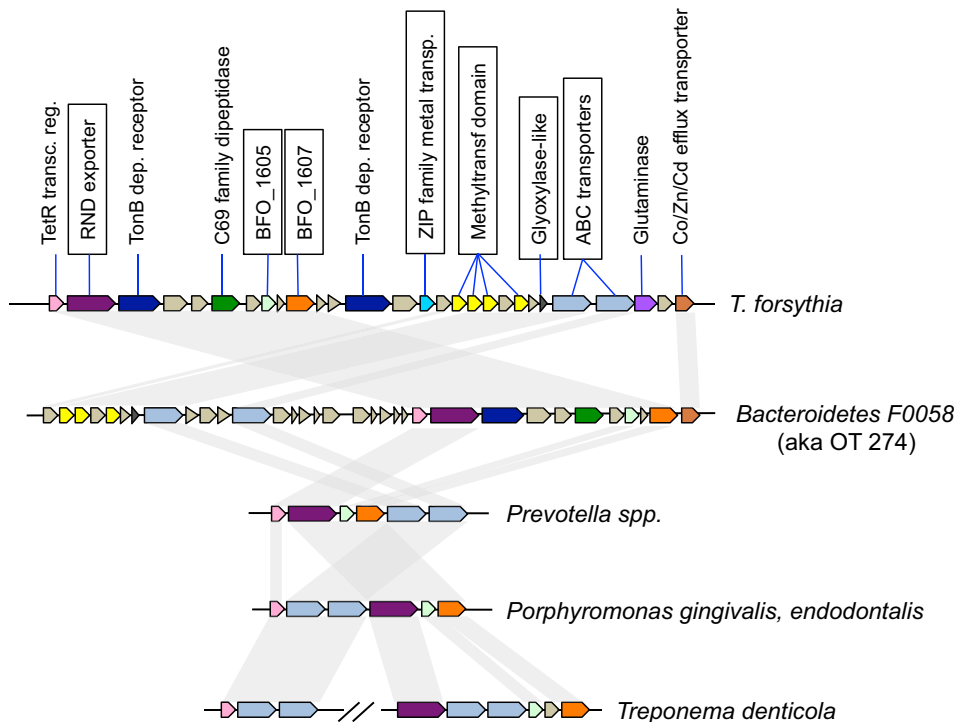 TetR transc. reg.
RND exporter
TonB dep. receptor
C69 family dipeptidase
BFO_1605
BFO_1607
TonB dep. receptor
ZIP family metal transp.
Methyltransf domain
Glyoxylase-like
ABC transporters
Glutaminase
Co/Zn/Cd efflux transporter
T. forsythia
Bacteroidetes F0058
(aka OT 274)
Prevotella spp.
Porphyromonas gingivalis, endodontalis
Treponema denticola